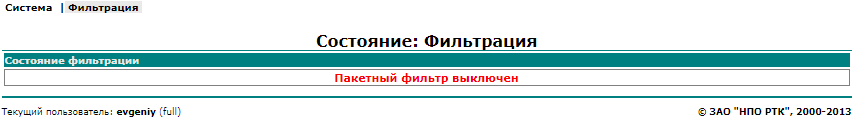 Система | Фильтрация
Состояние: Фильтрация
Состояние фильтрации
Пакетный фильтр выключен
Текущий пользователь: evgeniy (full) © ЗАО "НПО РТК", 2000-2013